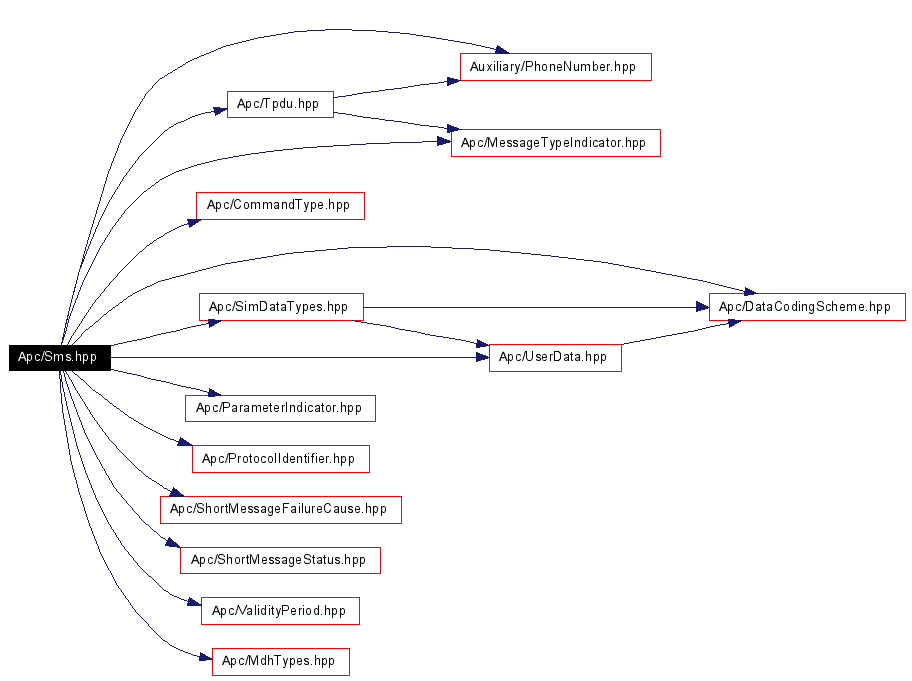 Auxiliary/PhoneNumber.hpp
Apc/Tpdu.hpp
Apc/MessageTypeIndicator.hpp
Apc/CommandType.hpp
Apc/SimDataTypes.hpp
Apc/DataCodingScheme.hpp
Apc/Sms.hpp
Apc/UserData.hpp
Apc/ParameterIndicator.hpp
Apc/ProtocolIdentifier.hpp
Apc/ShortMessageFailureCause.hpp
Apc/ShortMessageStatus.hpp
Apc/ValidityPeriod.hpp
Apc/MdhTypes.hpp